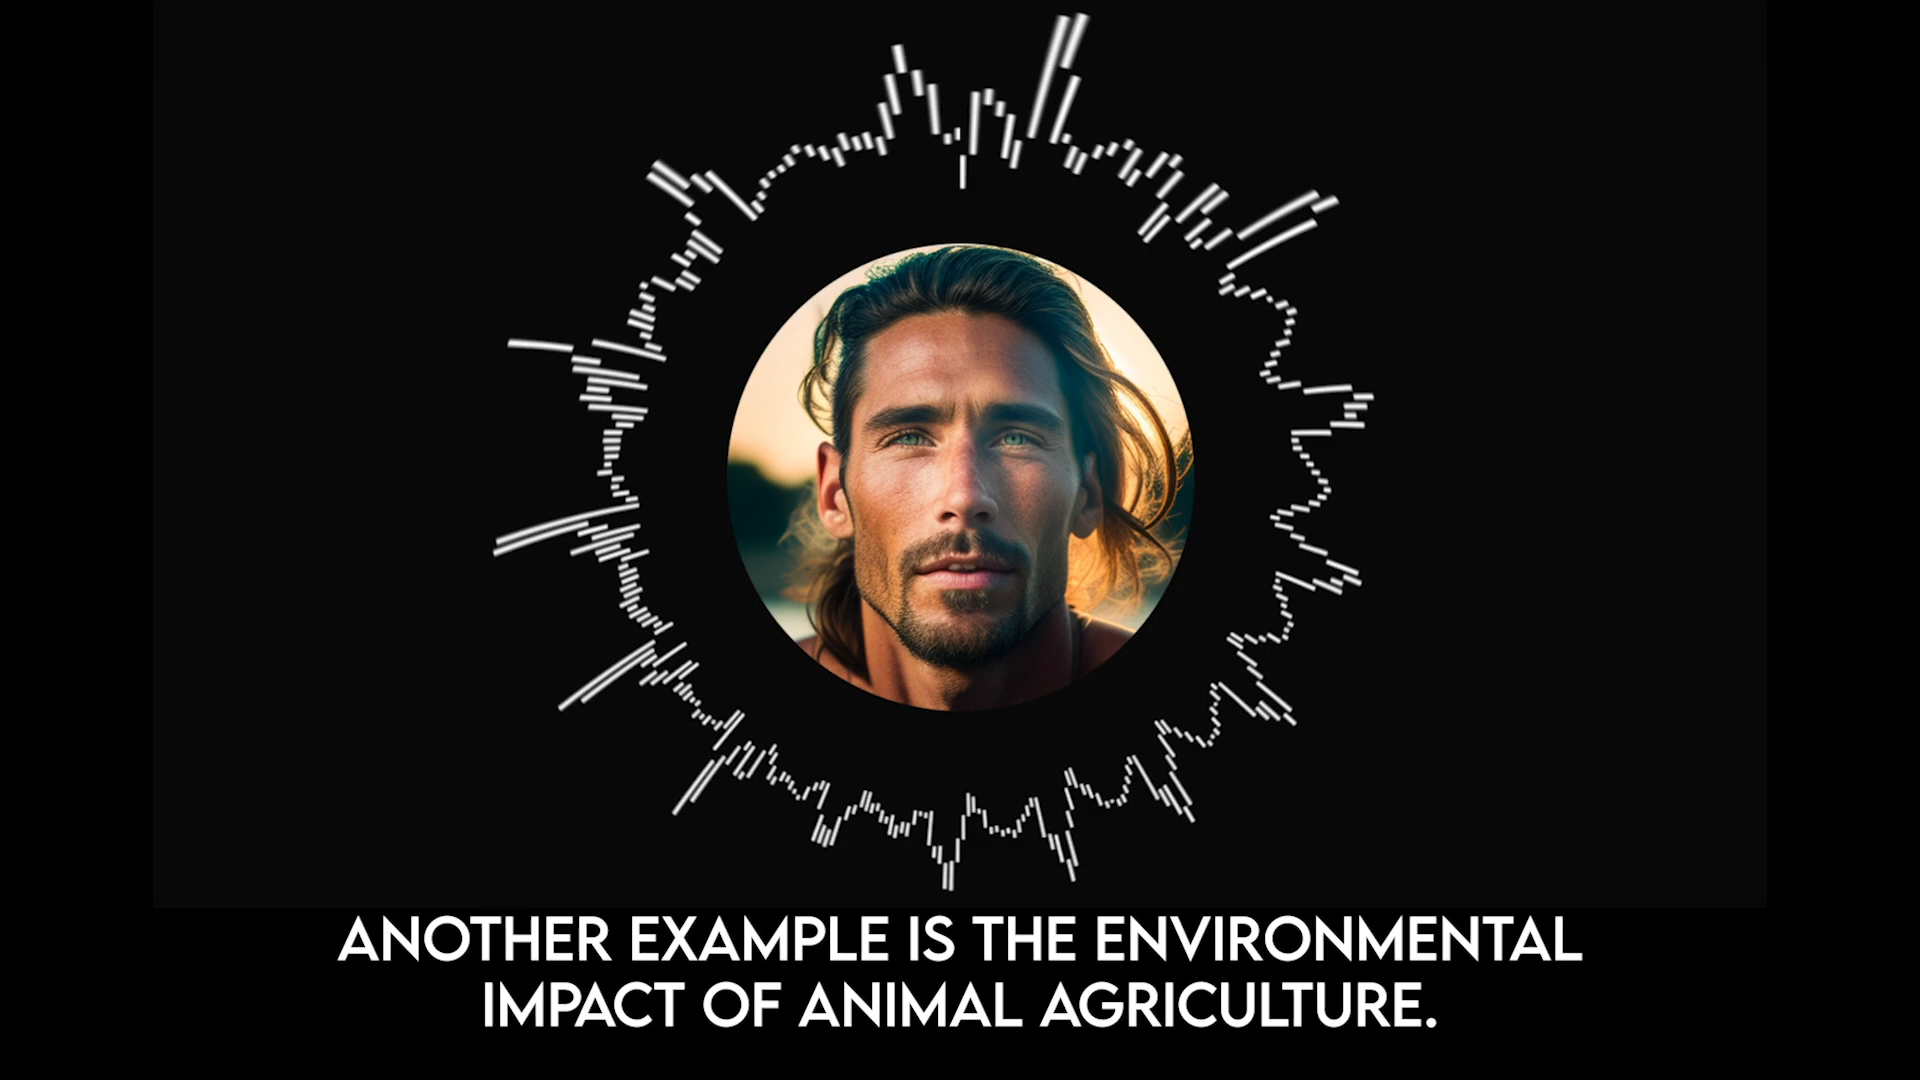 ANOTHER EXAMPLE IS THE ENVIRONMENTAL
IMPACT OF ANIMAL AGRICULTURE.